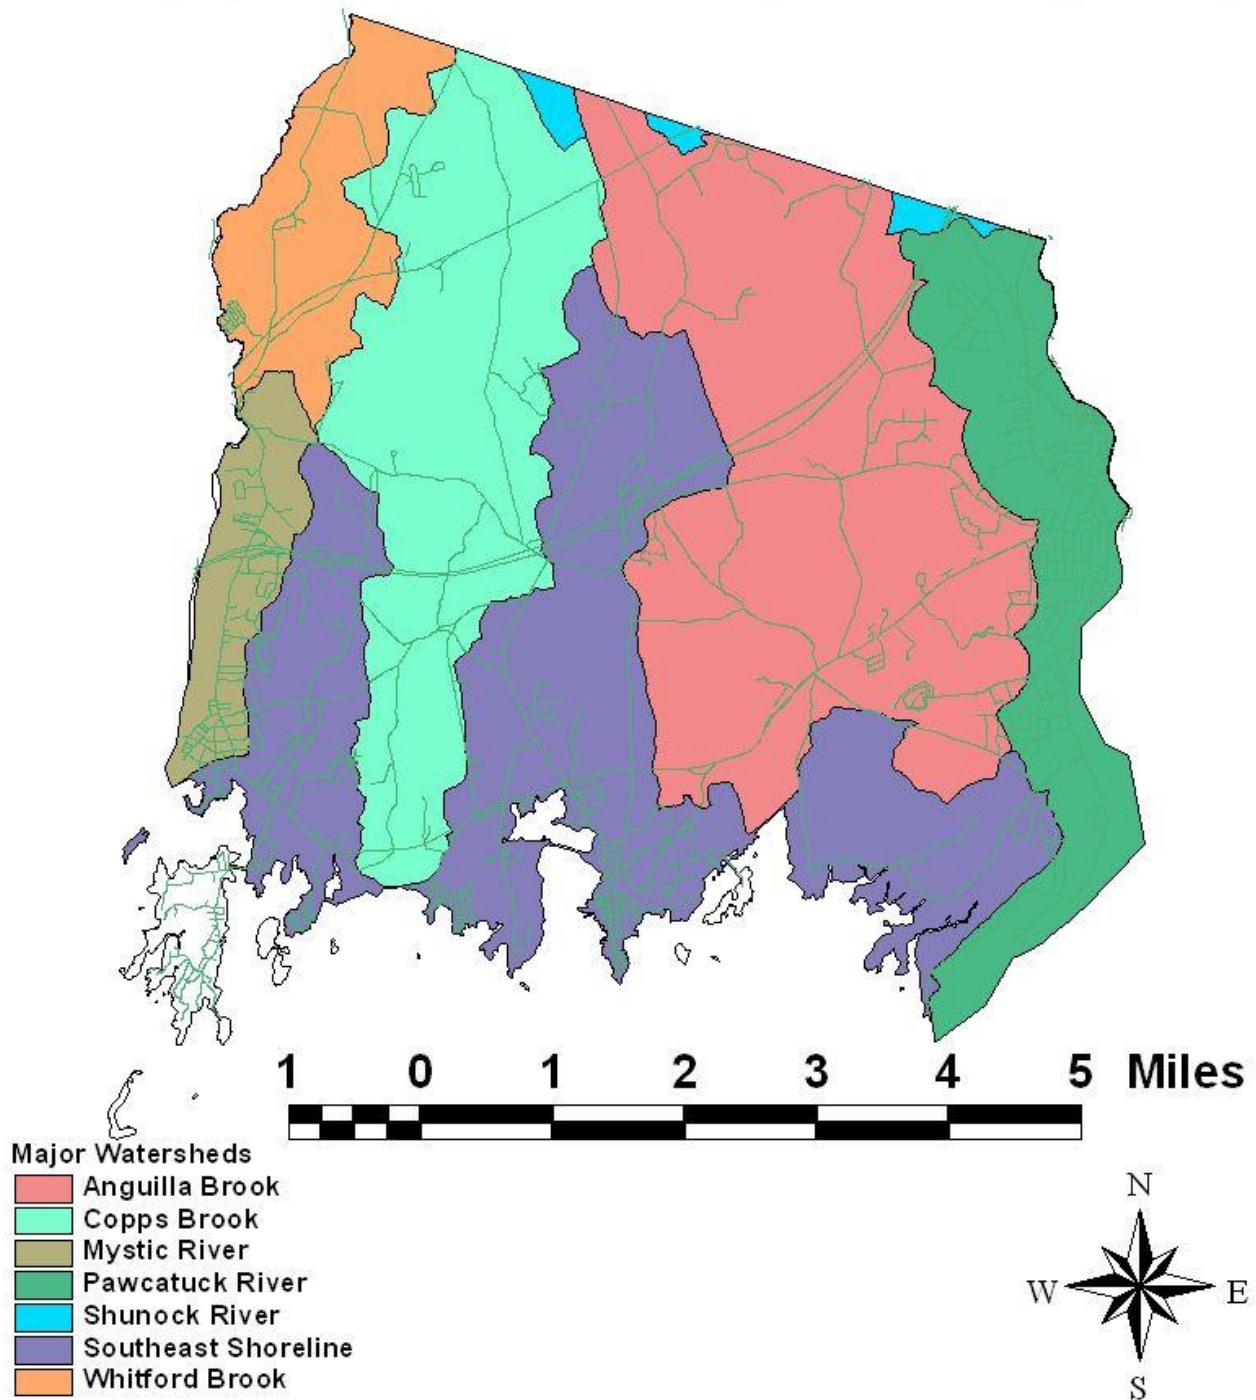 1 0 1 2 3 4 5 Miles
Major Watersheds
Anguilla Brook
Copps Brook
Mystic River
Pawcatuck River
Shunock River
Southeast Shoreline
Whitford Brook
N
W E
S